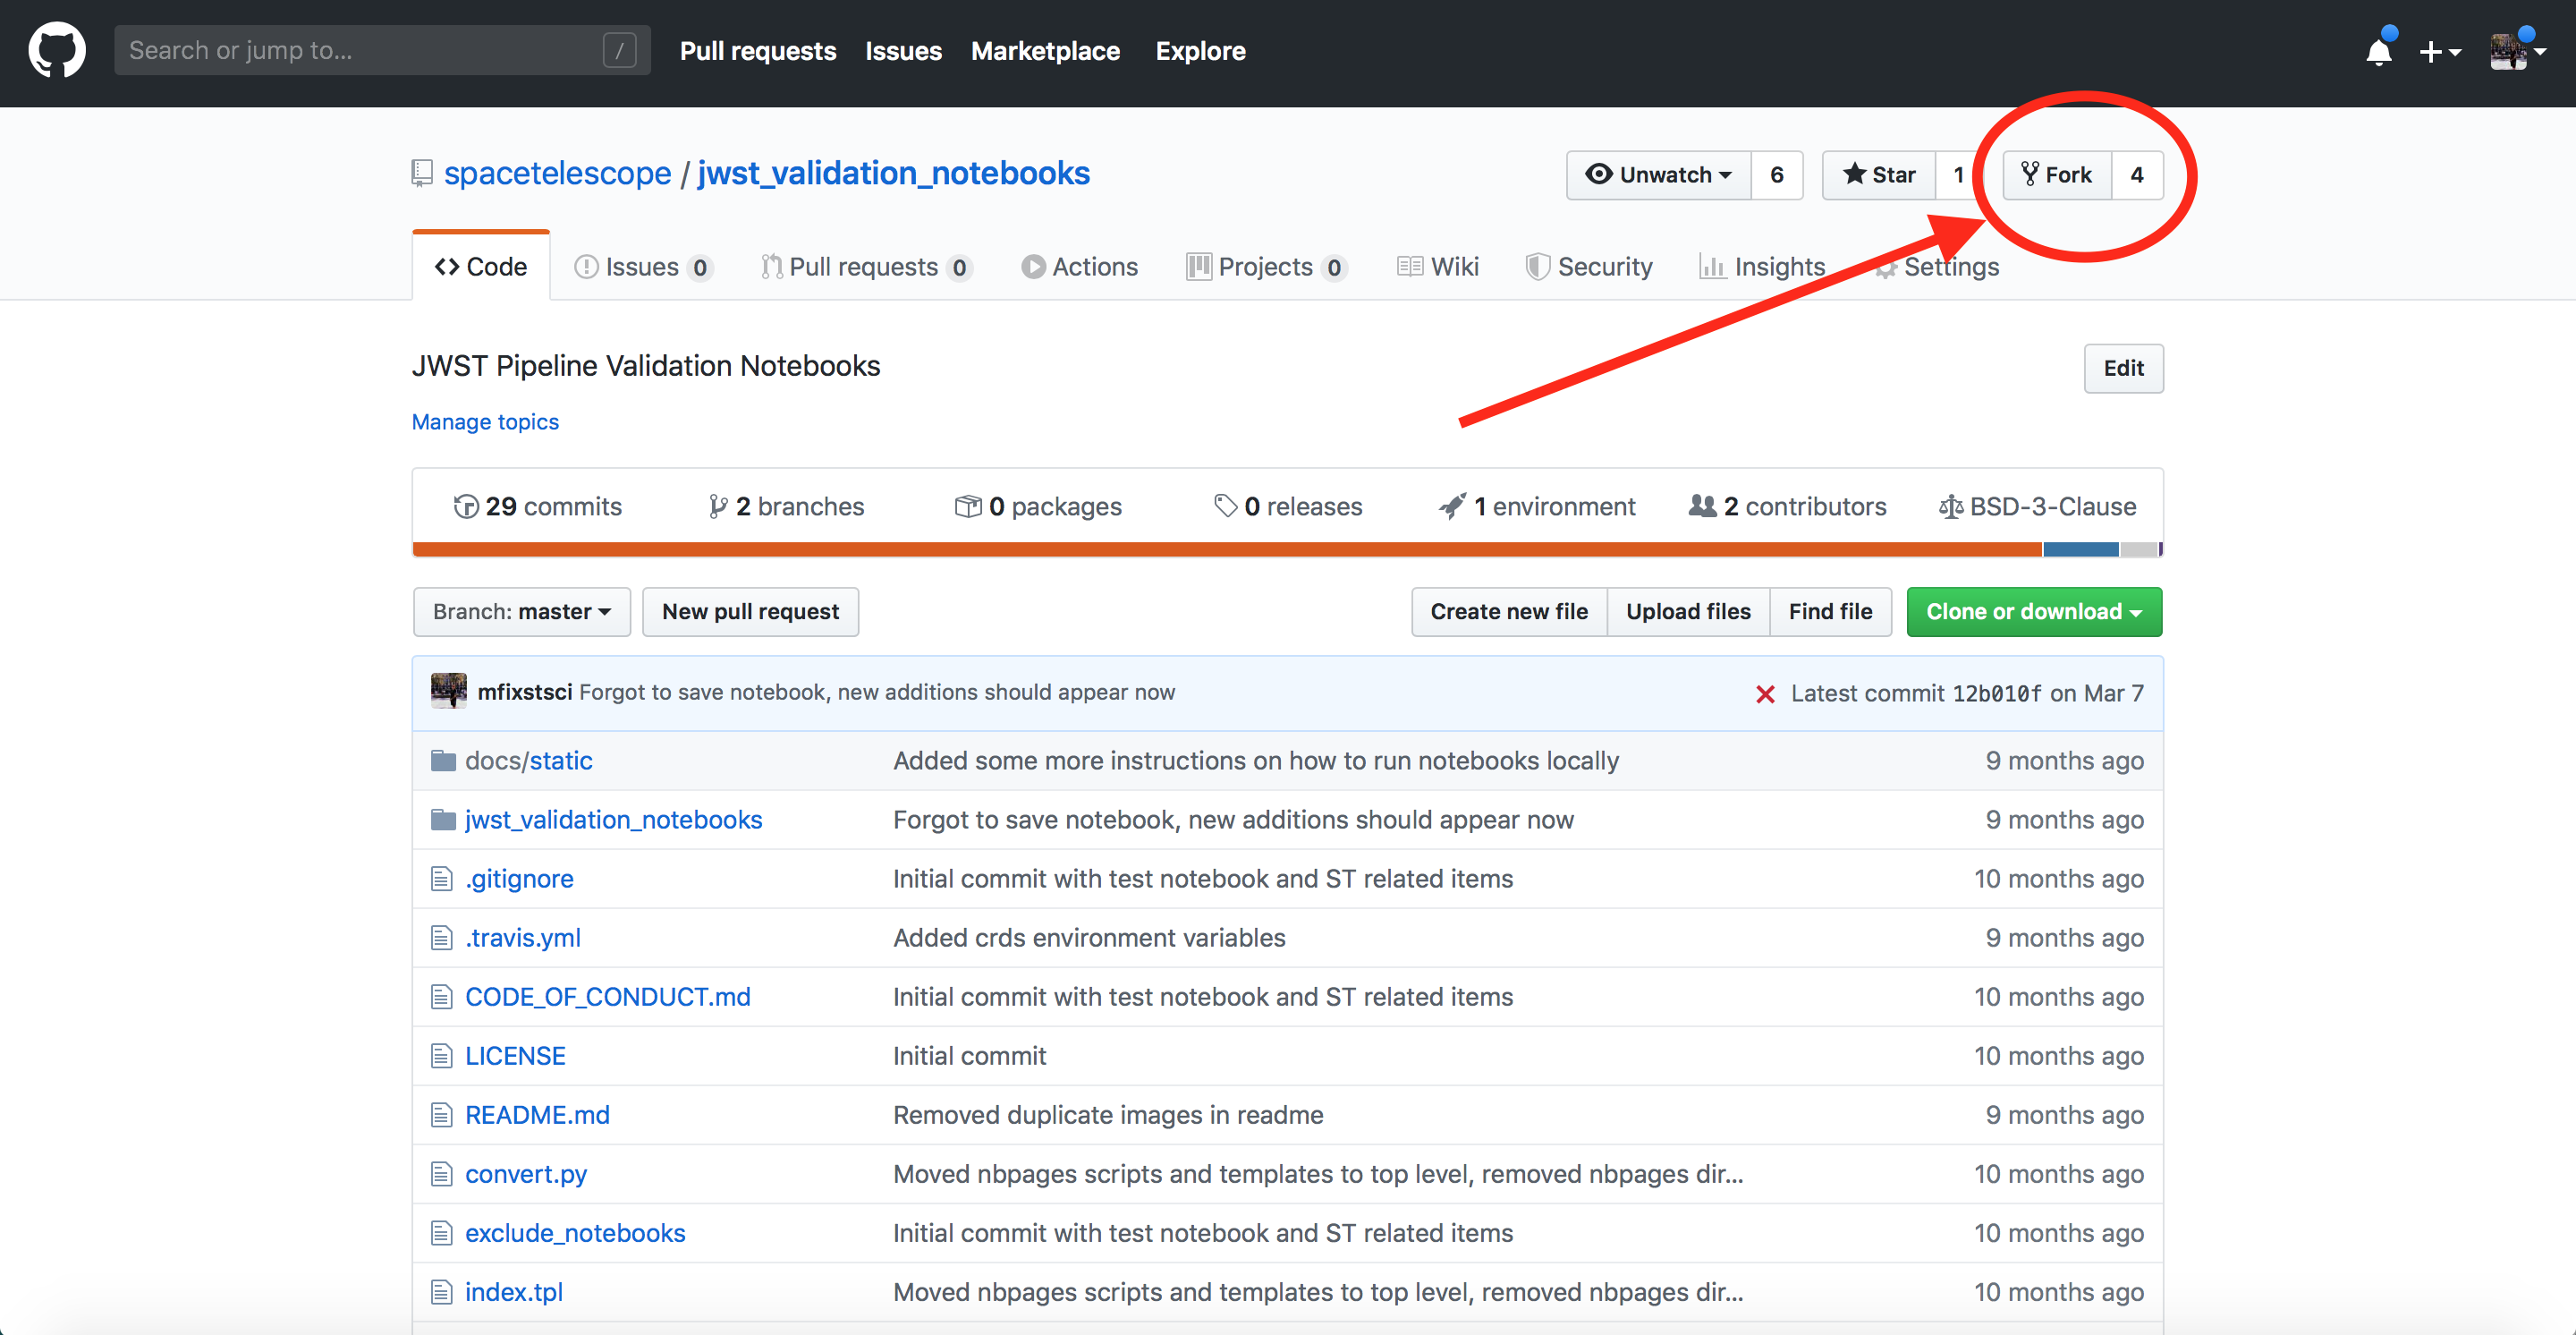 Search or jump to... / Pull requests Issues Marketplace Explore
spacetelescope / jwst_validation_notebooks Unwatch 6 Star 1 Fork 4
Code Issues 0 Pull requests 0 Actions Projects 0 Wiki Security Insights Settings
JWST Pipeline Validation Notebooks Edit
Manage topics
29 commits 2 branches 0 packages 0 releases 1 environment 2 contributors BSD-3-Clause
Branch: master New pull request Create new file Upload files Find file Clone or download
mfixstsci Forgot to save notebook, new additions should appear now Latest commit 12b010f on Mar 7
docs/static Added some more instructions on how to run notebooks locally 9 months ago
jwst_validation_notebooks Forgot to save notebook, new additions should appear now 9 months ago
.gitignore Initial commit with test notebook and ST related items 10 months ago
.travis.yml Added crds environment variables 9 months ago
CODE_OF_CONDUCT.md Initial commit with test notebook and ST related items 10 months ago
LICENSE Initial commit 10 months ago
README.md Removed duplicate images in readme 9 months ago
convert.py Moved nbpages scripts and templates to top level, removed nbpages dir... 10 months ago
exclude_notebooks Initial commit with test notebook and ST related items 10 months ago
index.tpl Moved nbpages scripts and templates to top level, removed nbpages dir... 10 months ago